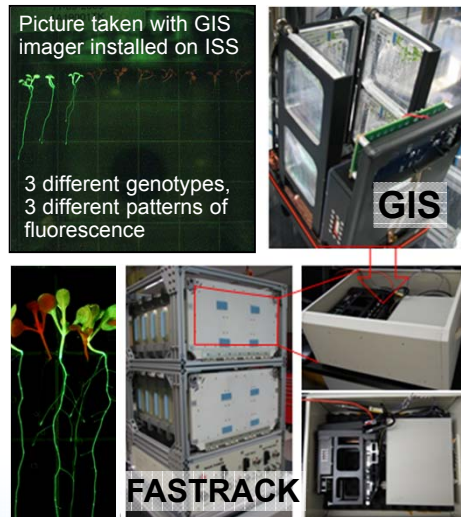 Picture taken with GIS
imager installed on ISS
3 different genotypes,
3 different patterns of
fluorescence
GIS
FASTRACK